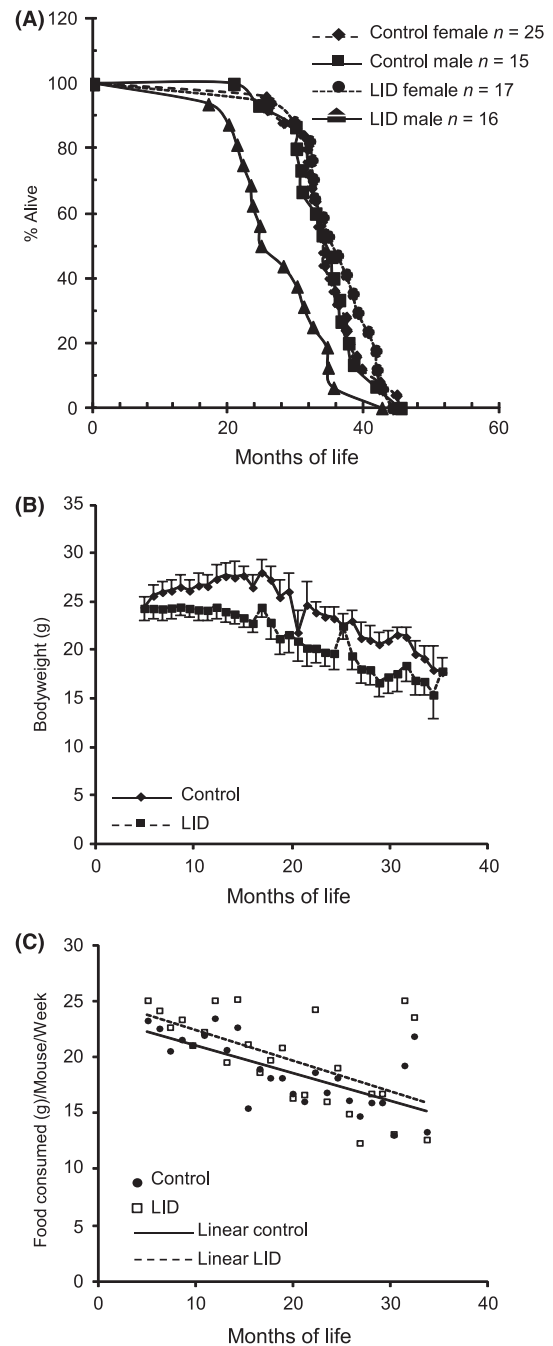 (A)
Control female n = 25
Control male n = 15
LID female n = 17
LID male n = 16
120
100
80
60
40
20
0
% Alive
0
20
40
60
Months of life
(B)
35
30
25
20
15
10
5
0
Bodyweight (g)
Control
LID
0
10
20
30
40
Months of life
(C)
30
25
20
15
10
5
0
Food consumed (g)/Mouse/Week
Control
LID
Linear control
Linear LID
0
10
20
30
40
Months of life